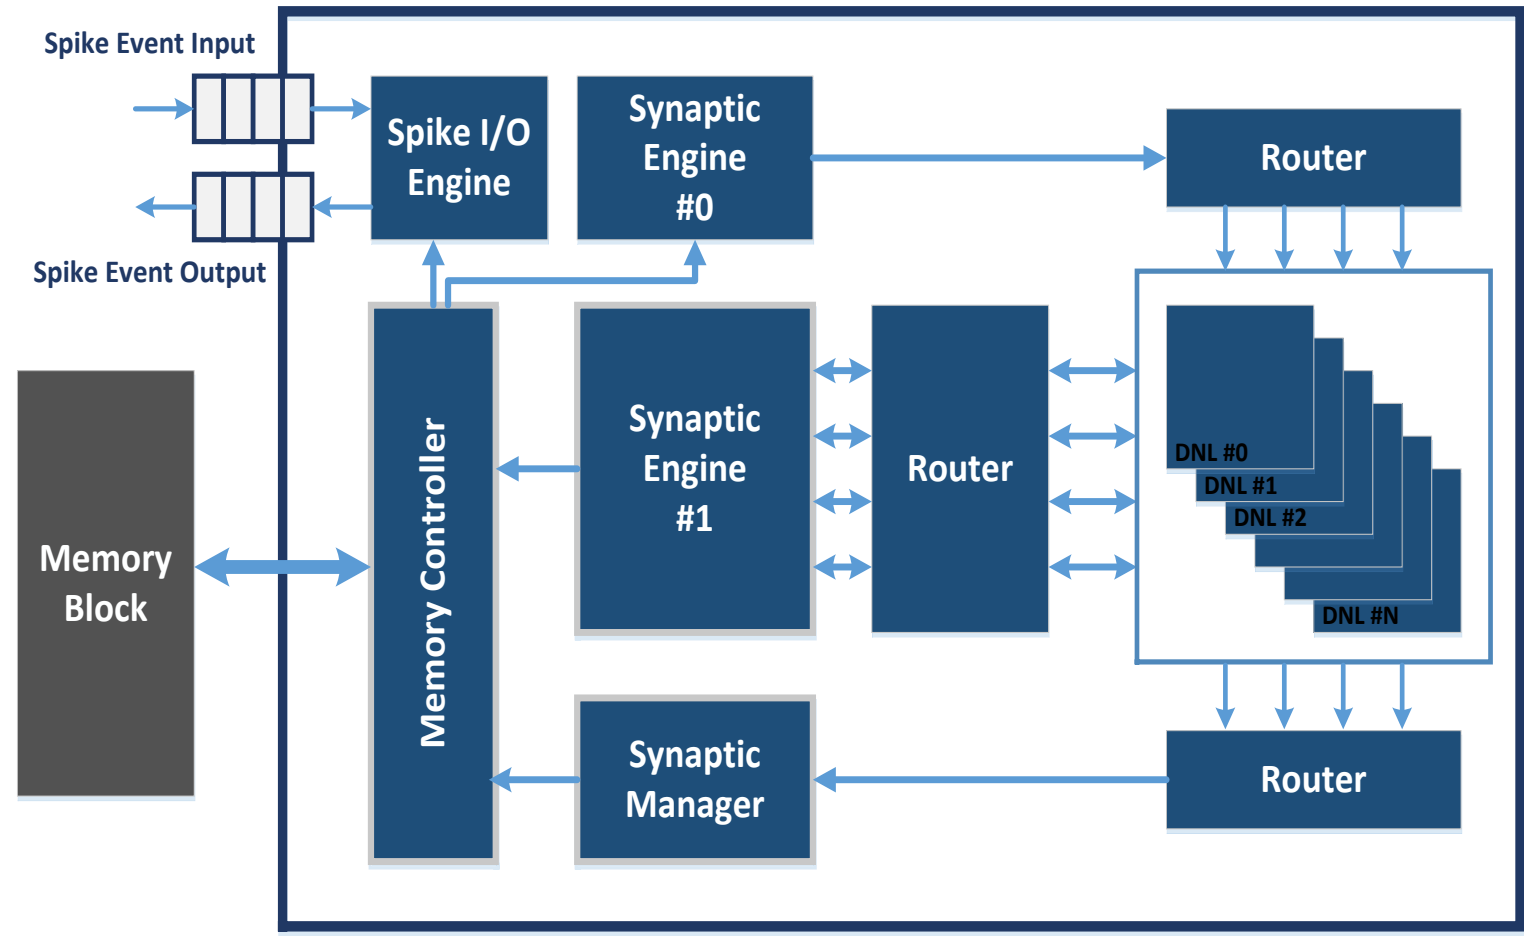 Spike Event Input
Spike I/O
Engine
Spike Event Output
Synaptic
Engine
#0
Router
Memory
Block
Memory Controller
Synaptic
Engine
#1
Router
DNL #0
DNL #1
DNL #2
DNL #N
Synaptic
Manager
Router